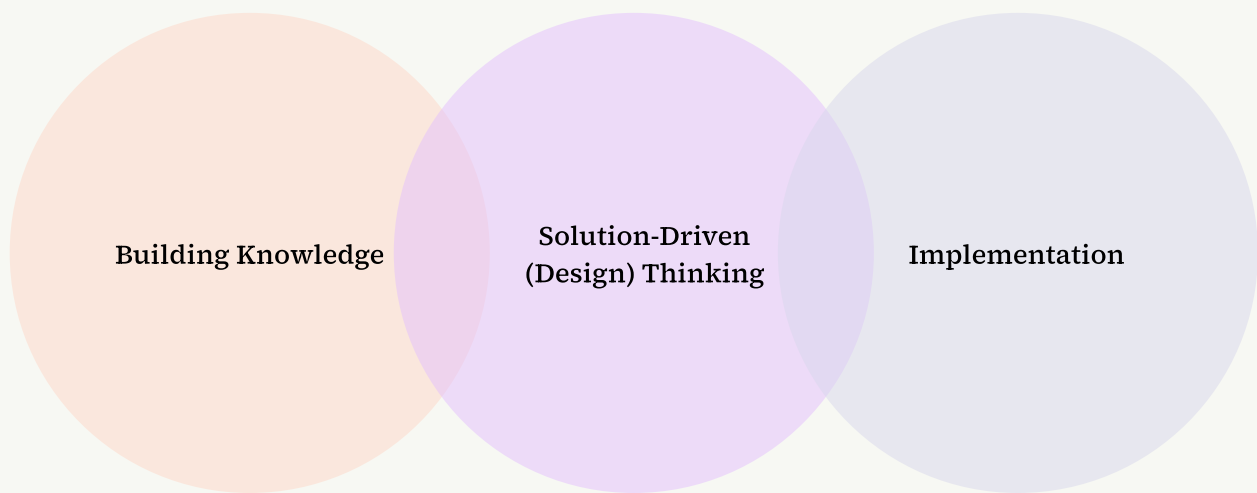 Building Knowledge
Solution-Driven
(Design) Thinking
Implementation